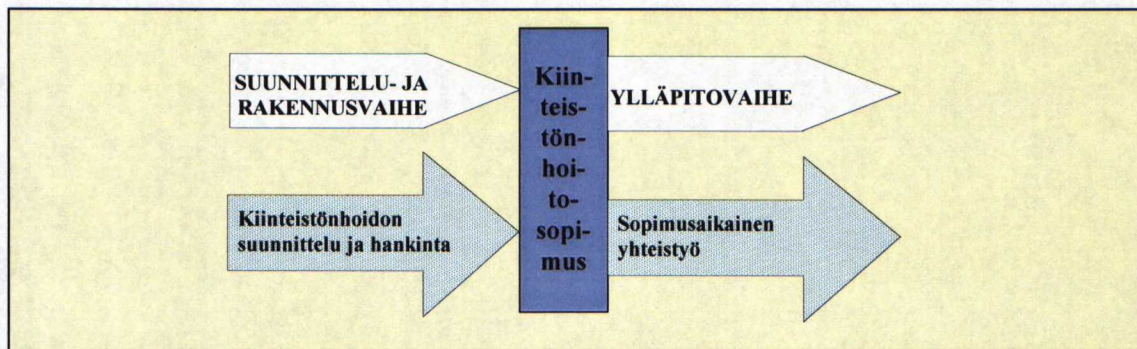 SUUNNITTELU- JA
RAKENNUSVAIHE
Kiin-
teis-
tön-
hoi-
to-
sopi-
mus
YLLÄPITOVAIHE
Kiinteistönhoidon
suunnittelu ja hankinta
Sopimusaikainen
yhteistyö